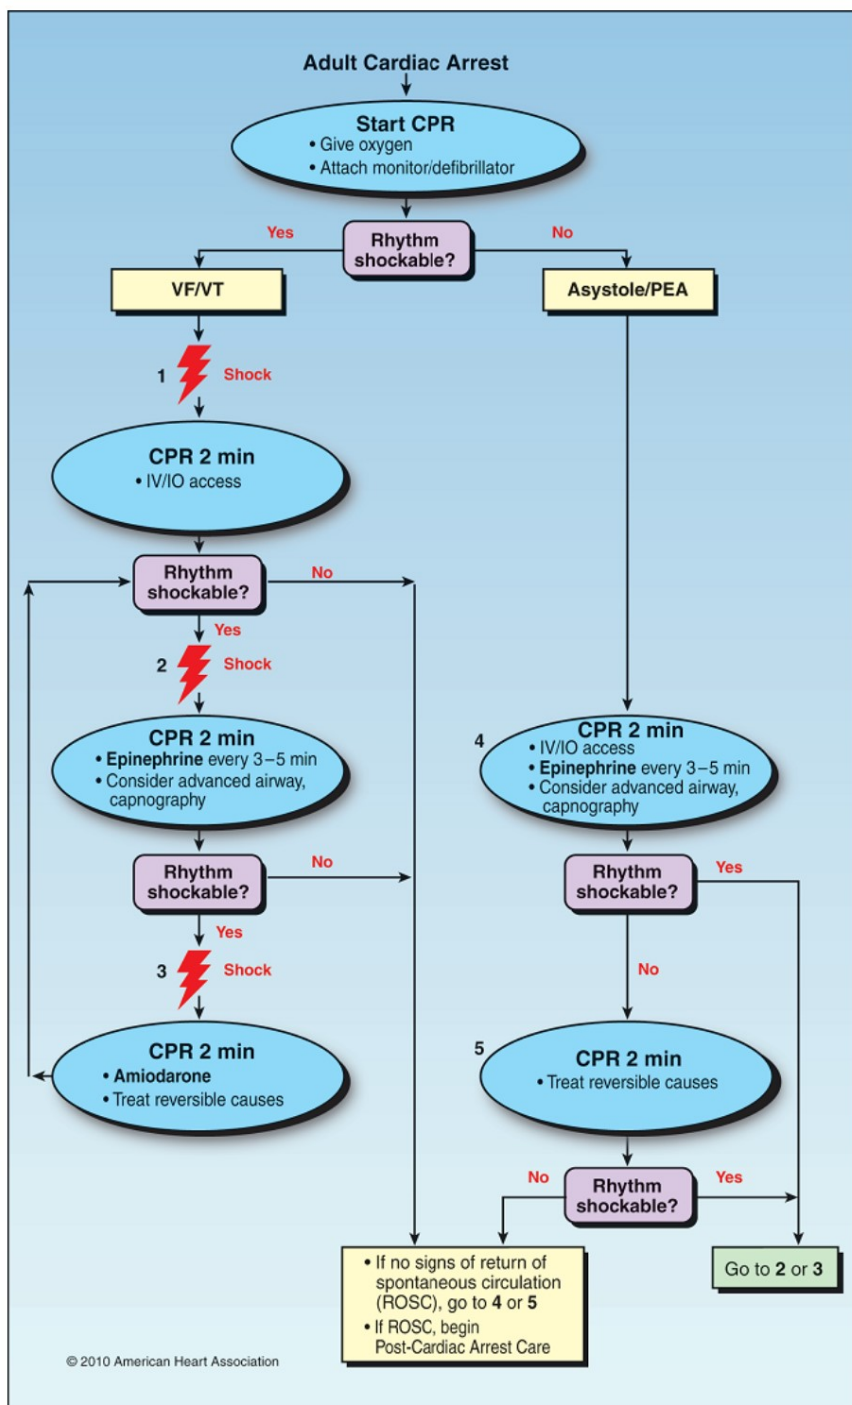 Adult Cardiac Arrest
Start CPR
• Give oxygen
• Attach monitor/defibrillator
Yes
Rhythm
shockable?
No
VF/VT
Asystole/PEA
1
Shock
CPR 2 min
• IV/IO access
Rhythm
shockable?
No
Yes
2
Shock
CPR 2 min
• Epinephrine every 3–5 min
• Consider advanced airway,
capnography
4
CPR 2 min
• IV/IO access
• Epinephrine every 3–5 min
• Consider advanced airway,
capnography
Rhythm
shockable?
No
Rhythm
shockable?
Yes
Yes
3
Shock
No
CPR 2 min
• Amiodarone
• Treat reversible causes
5
CPR 2 min
• Treat reversible causes
No
Rhythm
shockable?
Yes
• If no signs of return of
spontaneous circulation
(ROSC), go to 4 or 5
• If ROSC, begin
Post-Cardiac Arrest Care
Go to 2 or 3
© 2010 American Heart Association